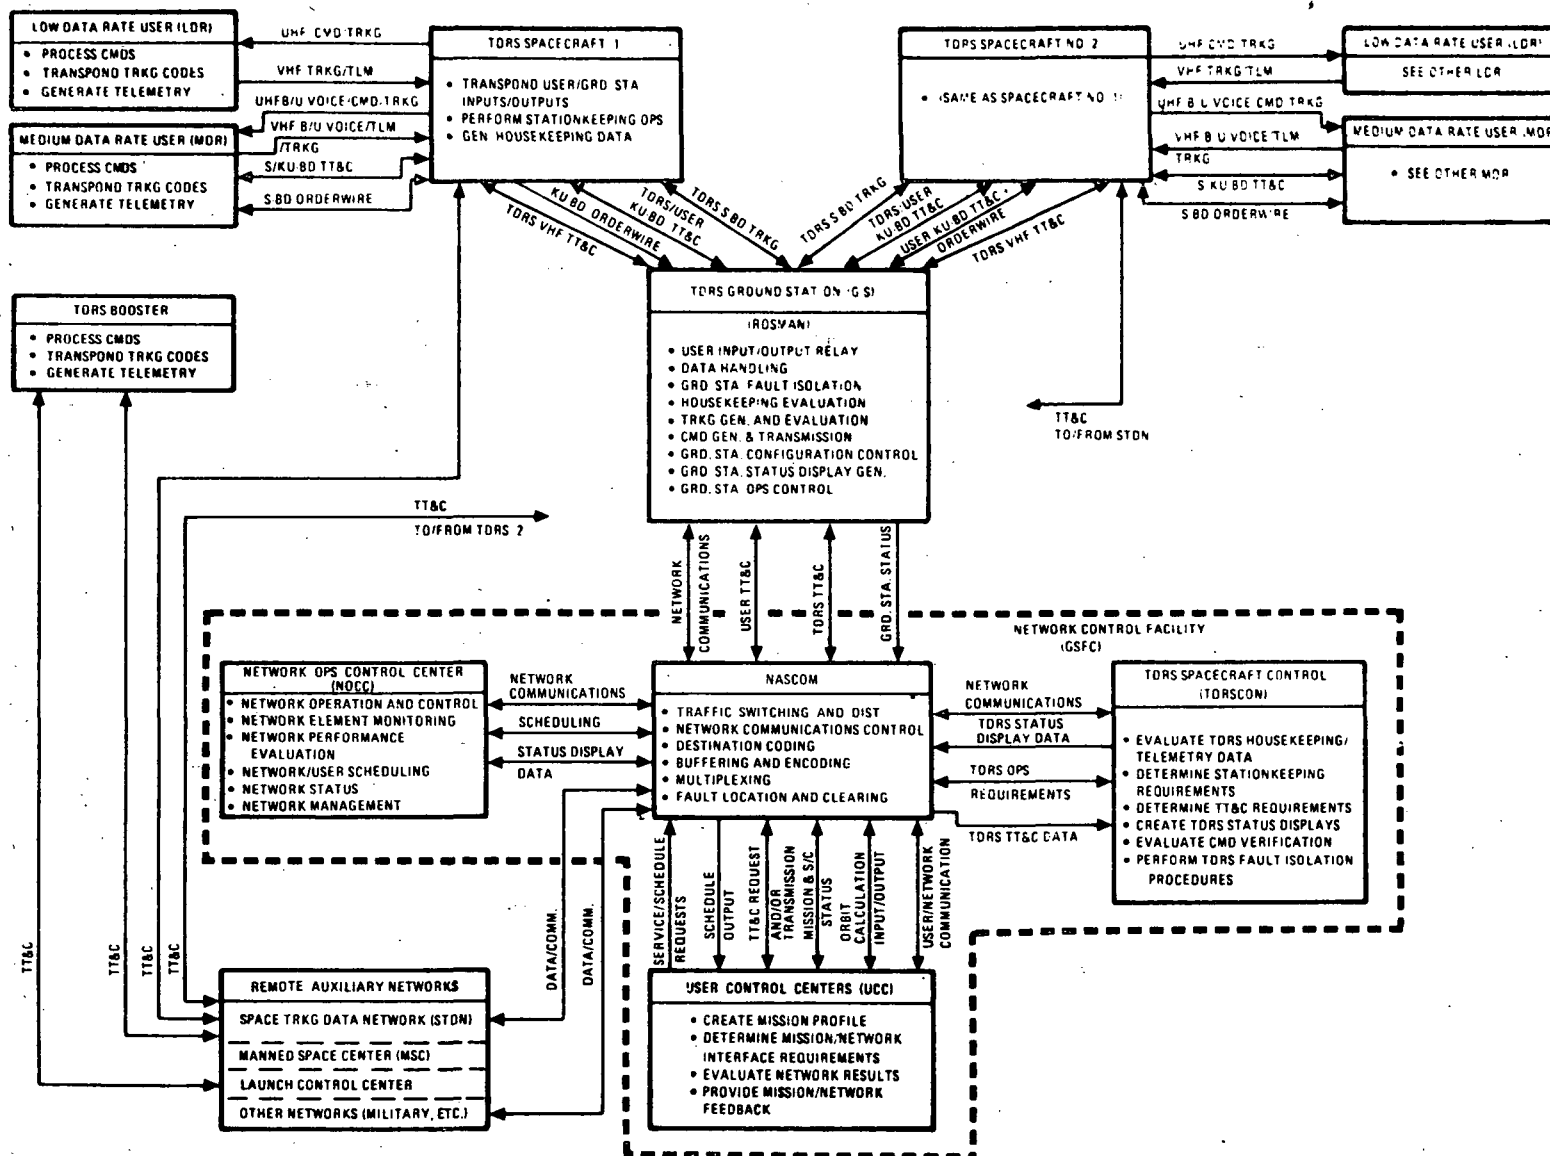 LOW DATA RATE USER (LDR)
• PROCESS CMDS
• TRANSPOND TRKG CODES
• GENERATE TELEMETRY
UHF CMD TRKG
VHF TRKG/TLM
UHF B/U VOICE/CMD-TRKG
VHF B/U VOICE/TLM
/TRKG
S/KU-BD TT&C
S-BD ORDERWIRE
MEDIUM DATA RATE USER (MDR)
• PROCESS CMDS
• TRANSPOND TRKG CODES
• GENERATE TELEMETRY
TDRS SPACECRAFT 1
• TRANSPOND USER/GRD STA
INPUTS/OUTPUTS
• PERFORM STATIONKEEPING OPS
• GEN HOUSEKEEPING DATA
TDRS SPACECRAFT NO 2
• (SAME AS SPACECRAFT NO 1)
UHF CMD TRKG
VHF TRKG/TLM
UHF B U VOICE CMD TRKG
VHF B U VOICE/TLM
TRKG
S KU BD TT&C
S BD ORDERWIRE
LOW DATA RATE USER (LDR)
SEE OTHER LDR
MEDIUM DATA RATE USER (MDR)
• SEE OTHER MDR
TDRS VHF TT&C
KU-BD ORDERWIRE
TDRS/USER
KU-BD TT&C
TDRS S BD TRKG
TDRS S BD TRKG
TDRS/USER
KU-BD TT&C
USER KU-BD TT&C
ORDERWIRE
TDRS VHF TT&C
TDRS BOOSTER
• PROCESS CMDS
• TRANSPOND TRKG CODES
• GENERATE TELEMETRY
TDRS GROUND STATION (GS)
(ROSMAN)
• USER INPUT/OUTPUT RELAY
• DATA HANDLING
• GRD. STA. FAULT ISOLATION
• HOUSEKEEPING EVALUATION
• TRKG GEN. AND EVALUATION
• CMD GEN. & TRANSMISSION
• GRD. STA. CONFIGURATION CONTROL
• GRD STA. STATUS DISPLAY GEN.
• GRD. STA OPS CONTROL
TT&C
TO/FROM STDN
TT&C
TO/FROM TDRS 2
NETWORK
COMMUNICATIONS
USER TT&C
TDRS TT&C
GRD. STA. STATUS
NETWORK CONTROL FACILITY
(GSFC)
NETWORK OPS CONTROL CENTER
(NOCC)
• NETWORK OPERATION AND CONTROL
• NETWORK ELEMENT MONITORING
• NETWORK PERFORMANCE
EVALUATION
• NETWORK/USER SCHEDULING
• NETWORK STATUS
• NETWORK MANAGEMENT
NETWORK
COMMUNICATIONS
SCHEDULING
STATUS DISPLAY
DATA
NASCOM
• TRAFFIC SWITCHING AND DIST
• NETWORK COMMUNICATIONS CONTROL
• DESTINATION CODING
• BUFFERING AND ENCODING
• MULTIPLEXING
• FAULT LOCATION AND CLEARING
NETWORK
COMMUNICATIONS
TDRS STATUS
DISPLAY DATA
TDRS OPS
REQUIREMENTS
TDRS TT&C DATA
TDRS SPACECRAFT CONTROL
(TDRSCON)
• EVALUATE TDRS HOUSEKEEPING/
TELEMETRY DATA
• DETERMINE STATIONKEEPING
REQUIREMENTS
• DETERMINE TT&C REQUIREMENTS
• CREATE TDRS STATUS DISPLAYS
• EVALUATE CMD VERIFICATION
• PERFORM TDRS FAULT ISOLATION
PROCEDURES
TT&C
TT&C
TT&C
TT&C
DATA/COMM.
DATA/COMM.
SERVICE/SCHEDULE
REQUESTS
SCHEDULE
OUTPUT
TT&C REQUEST
AND/OR
TRANSMISSION
MISSION & S/C
STATUS
ORBIT
CALCULATION
INPUT/OUTPUT
USER/NETWORK
COMMUNICATION
REMOTE AUXILIARY NETWORKS
SPACE TRKG DATA NETWORK (STDN)
MANNED SPACE CENTER (MSC)
LAUNCH CONTROL CENTER
OTHER NETWORKS (MILITARY, ETC.)
USER CONTROL CENTERS (UCC)
• CREATE MISSION PROFILE
• DETERMINE MISSION/NETWORK
INTERFACE REQUIREMENTS
• EVALUATE NETWORK RESULTS
• PROVIDE MISSION/NETWORK
FEEDBACK